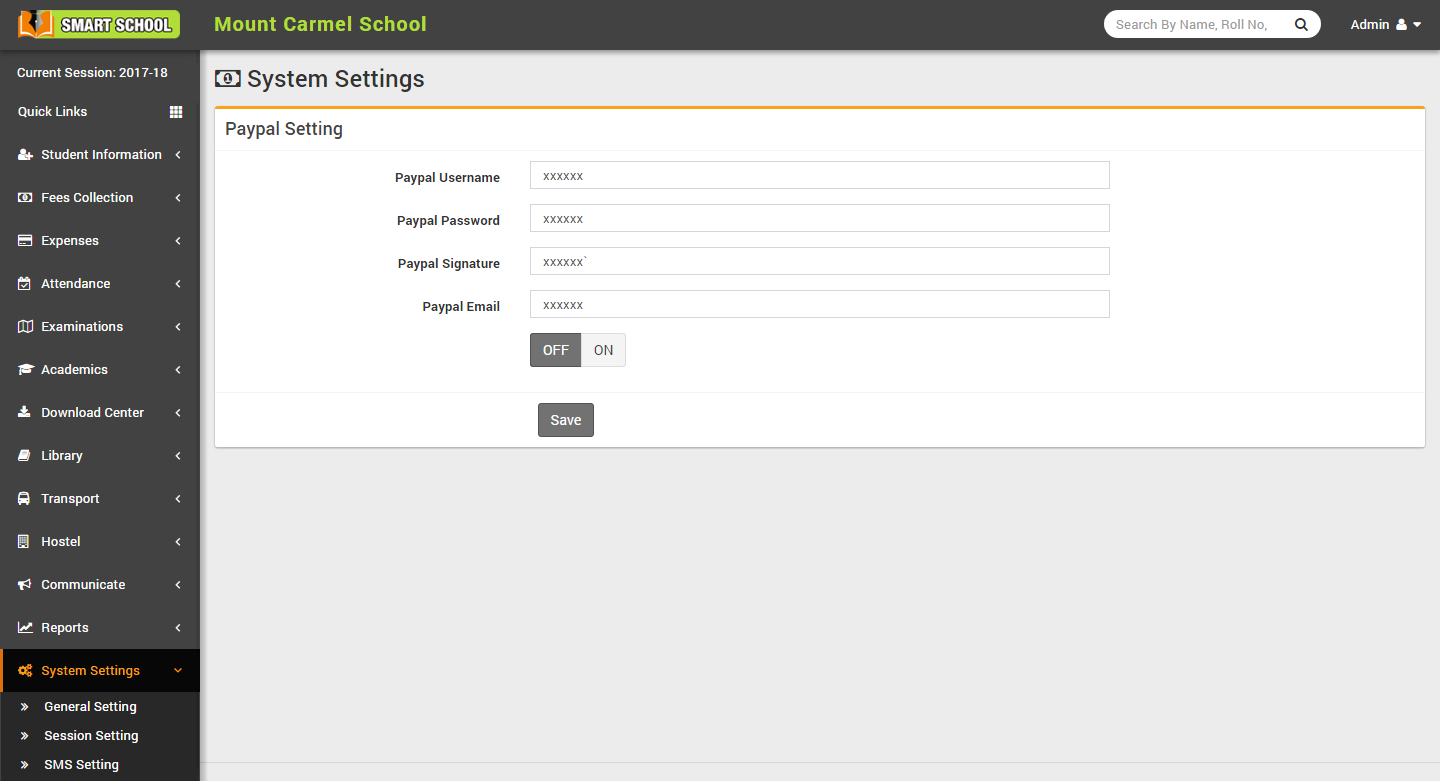 SMART SCHOOL
Mount Carmel School
Search By Name, Roll No,
Admin
Current Session: 2017-18
Quick Links
Student Information
Fees Collection
Expenses
Attendance
Examinations
Academics
Download Center
Library
Transport
Hostel
Communicate
Reports
System Settings
General Setting
Session Setting
SMS Setting
System Settings
Paypal Setting
Paypal Username xxxxxx
Paypal Password xxxxxx
Paypal Signature xxxxxx`
Paypal Email xxxxxx
OFF ON
Save